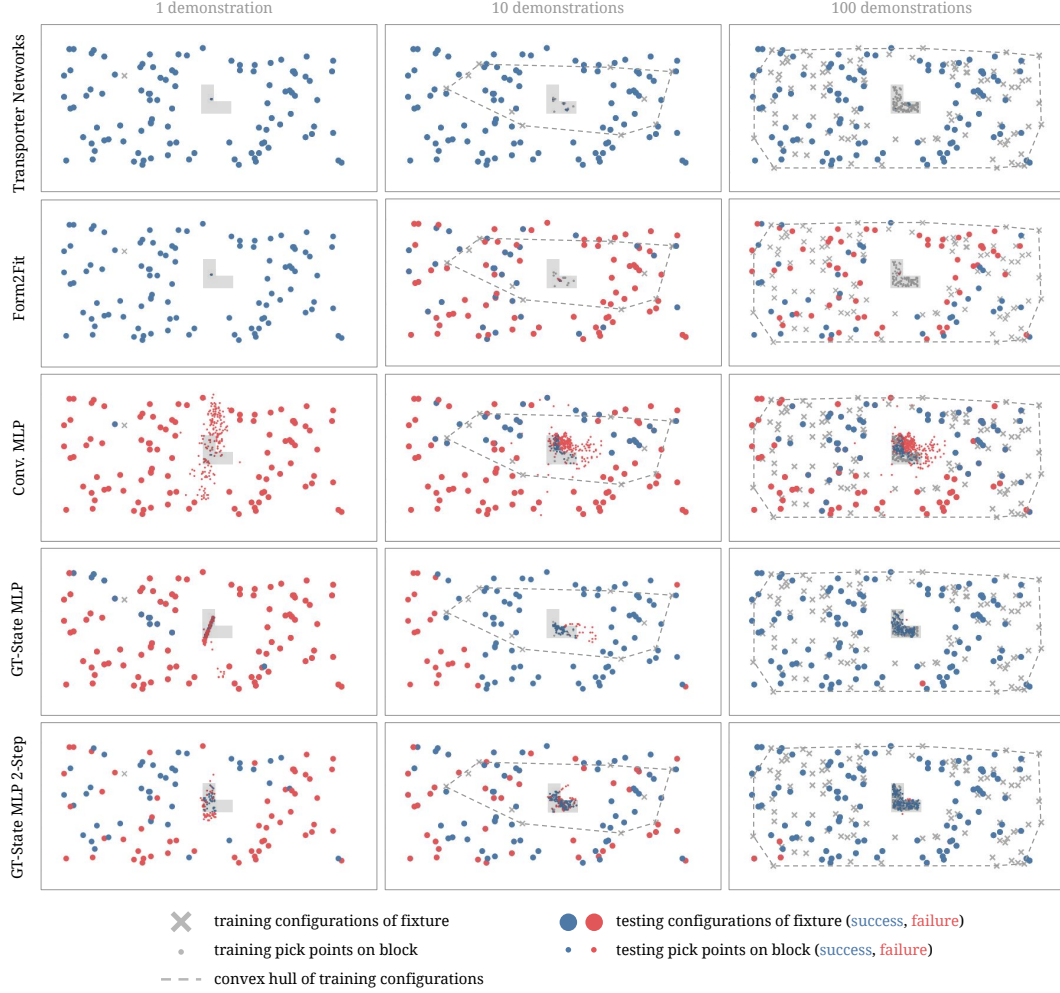 1 demonstration
10 demonstrations
100 demonstrations
Transporter Networks
Form2Fit
Conv. MLP
GT-State MLP
GT-State MLP 2-Step
training configurations of fixture
training pick points on block
convex hull of training configurations
testing configurations of fixture (success, failure)
testing pick points on block (success, failure)